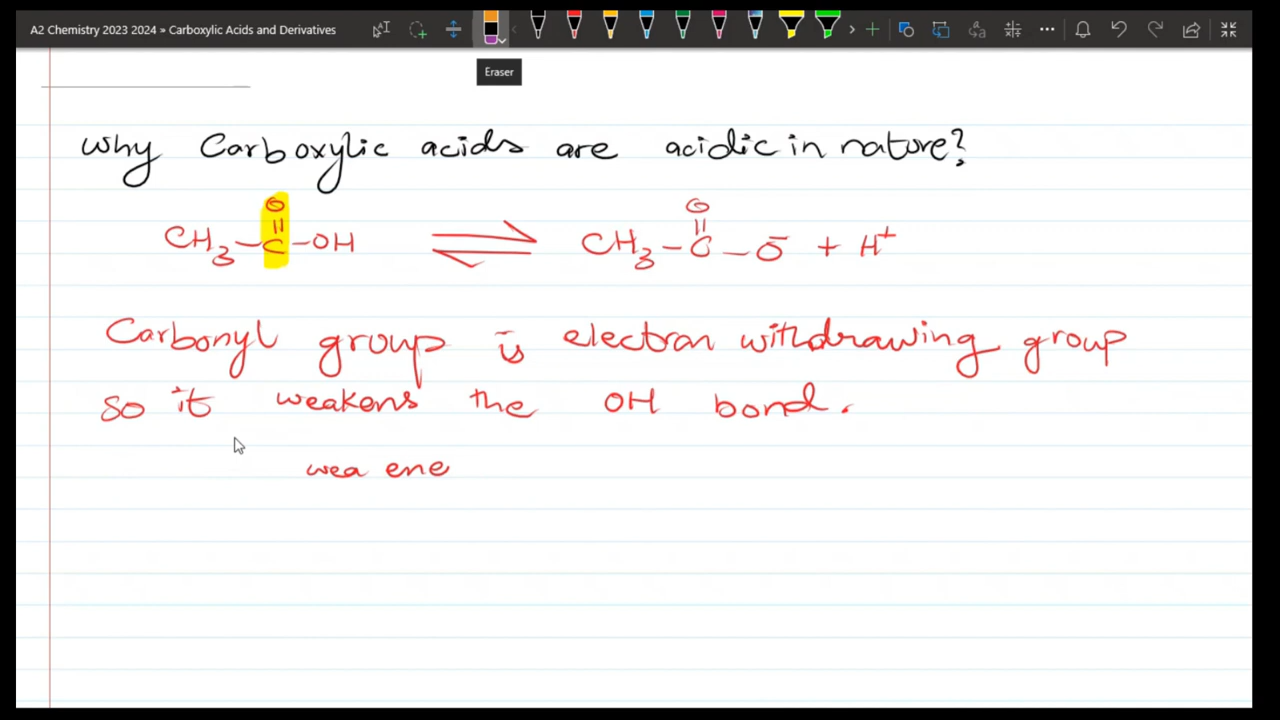 A2 Chemistry 2023 2024 » Carboxylic Acids and Derivatives
Eraser
Why Carboxylic acids are acidic in nature?
O O
|| ||
CH3-C-OH ⇌ CH3-C-O⁻ + H⁺
Carbonyl group is electron withdrawing group
so it weakens the OH bond.
wea ene